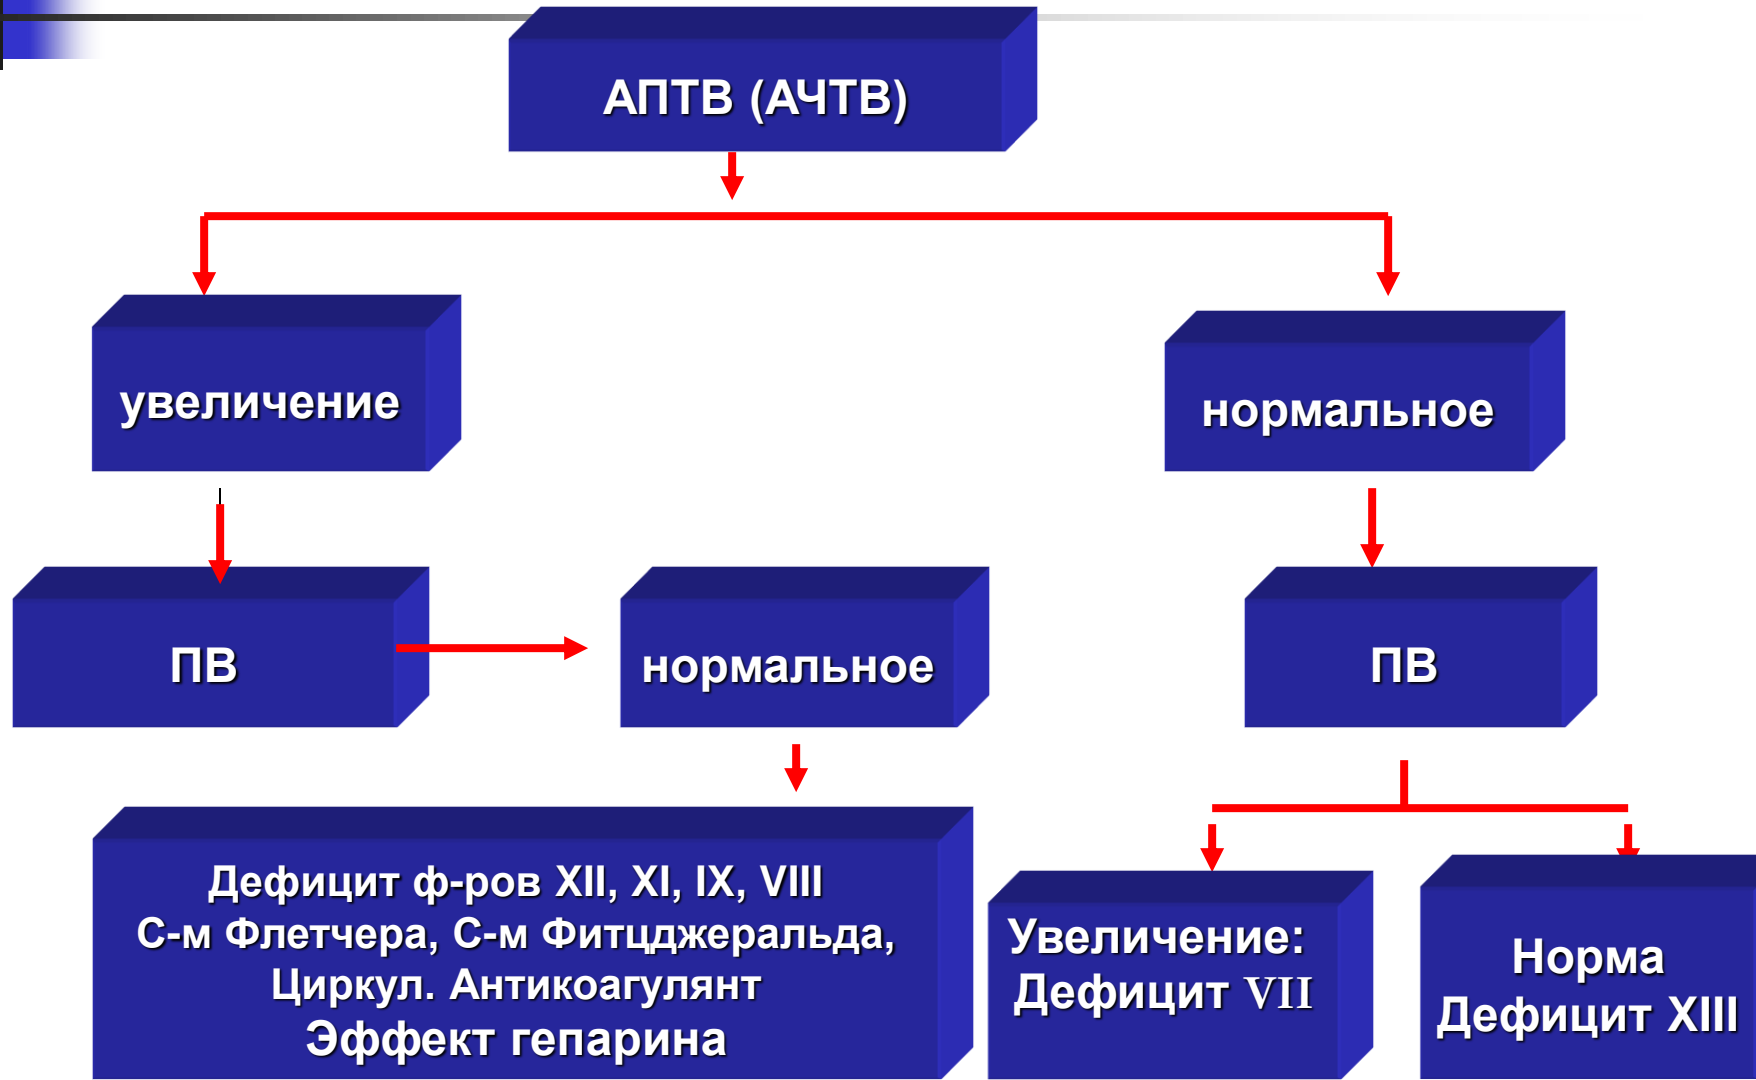 АПТВ (АЧТВ)
увеличение
нормальное
ПВ
нормальное
ПВ
Дефицит ф-ров XII, XI, IX, VIII
С-м Флетчера, С-м Фитцджеральда,
Циркул. Антикоагулянт
Эффект гепарина
Увеличение:
Дефицит VII
Норма
Дефицит XIII